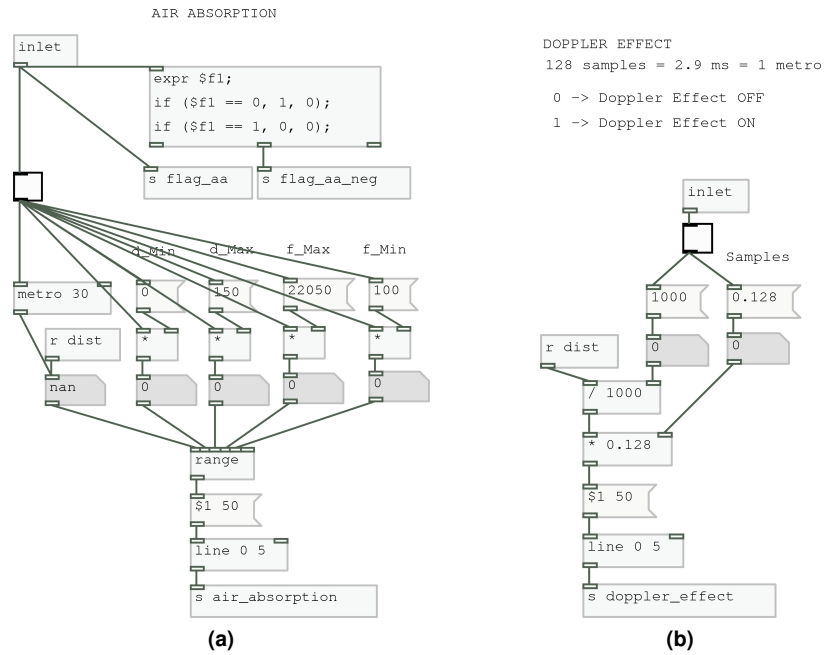 AIR ABSORPTION
inlet
expr $f1;
if ($f1 == 0, 1, 0);
if ($f1 == 1, 0, 0);
s flag_aa
s flag_aa_neg
d_Min
d_Max
f_Max
f_Min
metro 30
0
150
22050
100
r dist
*
*
*
*
nan
0
0
0
0
range
$1 50
line 0 5
s air_absorption
(a)
DOPPLER EFFECT
128 samples = 2.9 ms = 1 metro
0 -> Doppler Effect OFF
1 -> Doppler Effect ON
inlet
Samples
1000
0.128
r dist
0
0
/ 1000
* 0.128
$1 50
line 0 5
s doppler_effect
(b)